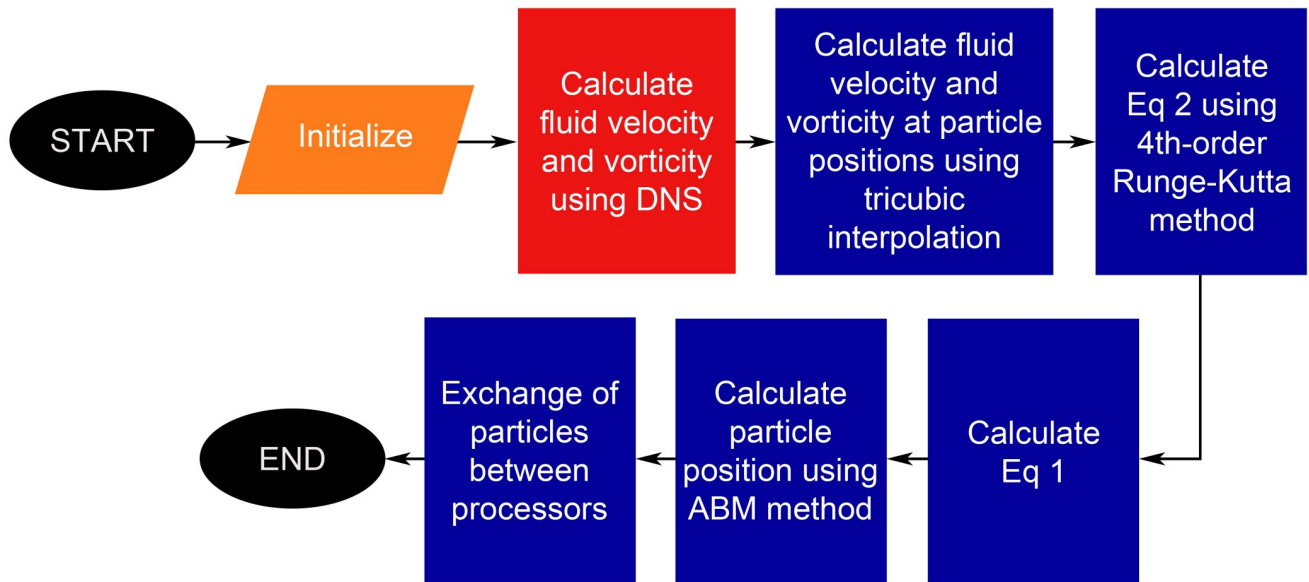 START
Initialize
Calculate
fluid velocity
and vorticity
using DNS
Calculate fluid
velocity and
vorticity at particle
positions using
tricubic
interpolation
Calculate
Eq 2 using
4th-order
Runge-Kutta
method
Calculate
Eq 1
Calculate
particle
position using
ABM method
Exchange of
particles
between
processors
END